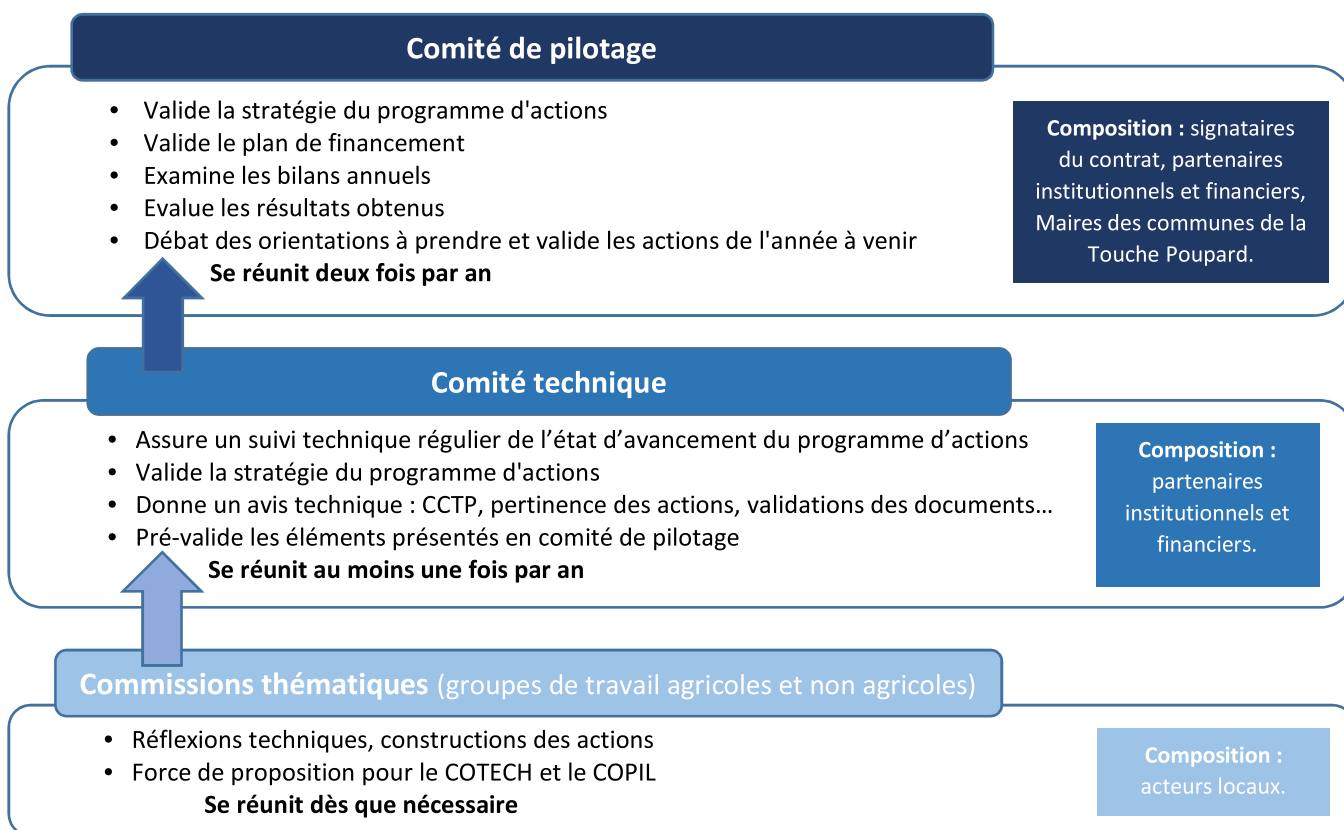 Comité de pilotage
• Valide la stratégie du programme d'actions
• Valide le plan de financement
• Examine les bilans annuels
• Evalue les résultats obtenus
• Débat des orientations à prendre et valide les actions de l'année à venir
Se réunit deux fois par an
Composition : signataires
du contrat, partenaires
institutionnels et financiers,
Maires des communes de la
Touche Poupard.
Comité technique
• Assure un suivi technique régulier de l’état d’avancement du programme d’actions
• Valide la stratégie du programme d'actions
• Donne un avis technique : CCTP, pertinence des actions, validations des documents…
• Pré-valide les éléments présentés en comité de pilotage
Se réunit au moins une fois par an
Composition :
partenaires
institutionnels et
financiers.
Commissions thématiques (groupes de travail agricoles et non agricoles)
• Réflexions techniques, constructions des actions
• Force de proposition pour le COTECH et le COPIL
Se réunit dès que nécessaire
Composition :
acteurs locaux.